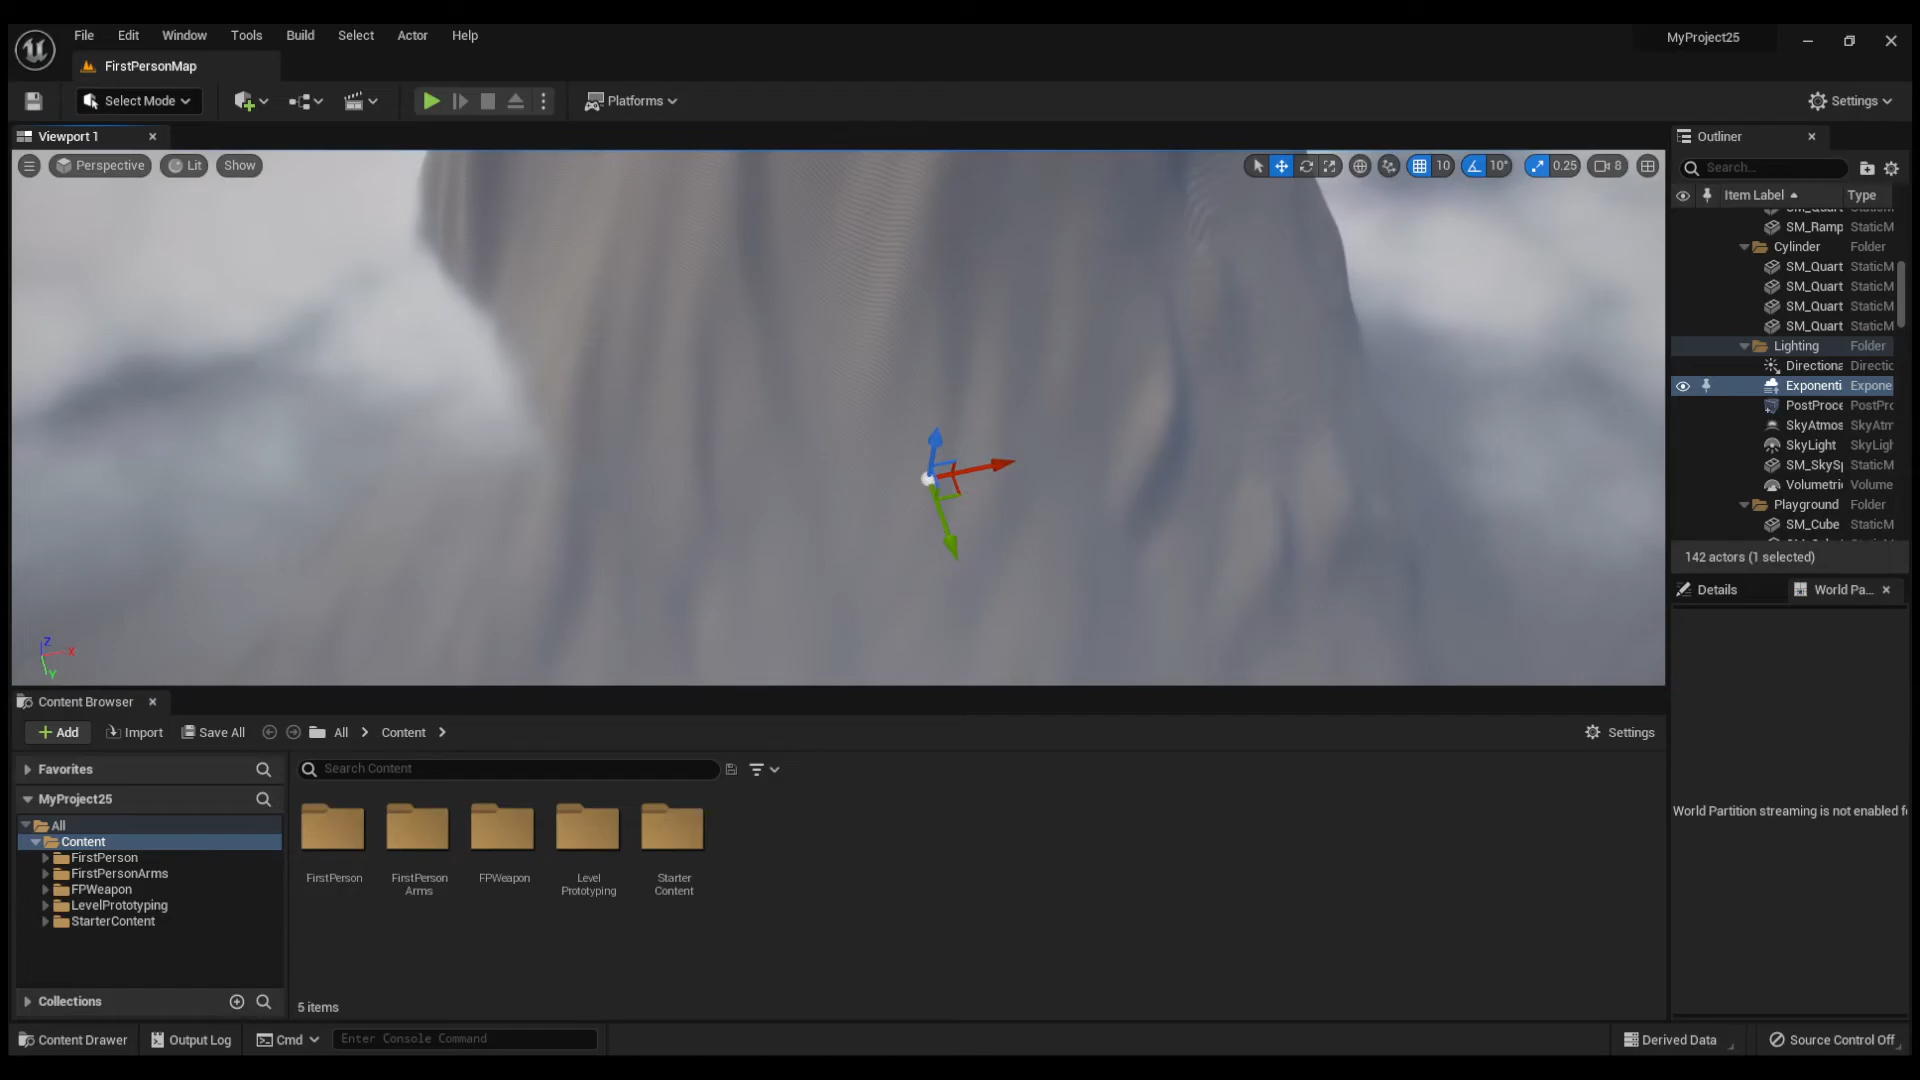 File Edit Window Tools Build Select Actor Help
MyProject25
FirstPersonMap
Select Mode
Platforms
Settings
Viewport 1
Outliner
Perspective
Lit
Show
10
10°
0.25
8
Search...
Item Label
Type
SM_Quart StaticM
SM_Ramp StaticM
Cylinder Folder
SM_Quart StaticM
SM_Quart StaticM
SM_Quart StaticM
SM_Quart StaticM
Lighting Folder
Directiona Directic
Exponenti Expone
PostProce PostPrc
SkyAtmos SkyAtm
SkyLight SkyLigh
SM_SkySp StaticM
Volumetri Volume
Playground Folder
SM_Cube StaticM
142 actors (1 selected)
Details
World Pa...
World Partition streaming is not enabled f
Z
X
Y
Content Browser
Add
Import
Save All
All
Content
Settings
Favorites
Search Content
MyProject25
All
Content
FirstPerson
FirstPersonArms
FPWeapon
LevelPrototyping
StarterContent
FirstPerson
FirstPerson
Arms
FPWeapon
Level
Prototyping
Starter
Content
Collections
5 items
Content Drawer
Output Log
Cmd
Enter Console Command
Derived Data
Source Control Off